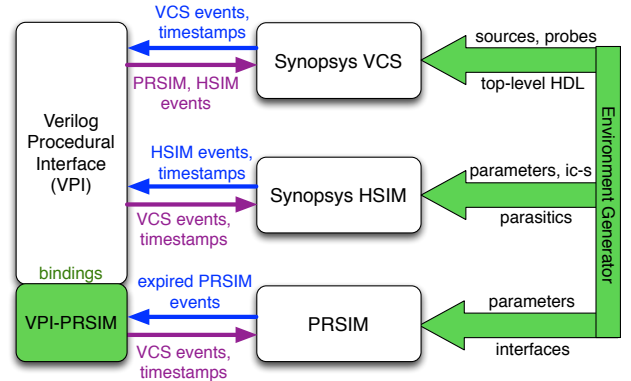 VCS events,
timestamps
PRSIM, HSIM
events
Synopsys VCS
sources, probes
top-level HDL
Verilog
Procedural
Interface
(VPI)
HSIM events,
timestamps
VCS events,
timestamps
Synopsys HSIM
parameters, ic-s
parasitics
Environment Generator
bindings
VPI-PRSIM
expired PRSIM
events
VCS events,
timestamps
PRSIM
parameters
interfaces